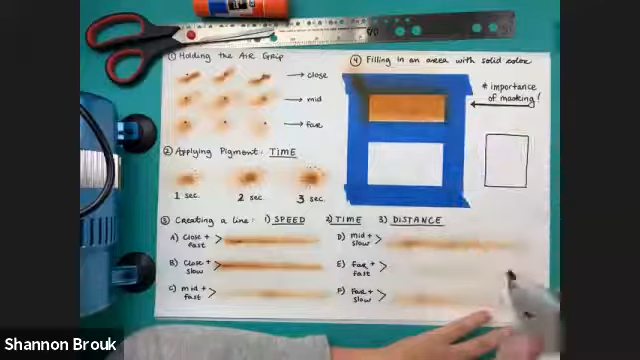 ① Holding the Air Grip
→ close
→ mid
→ far
② Applying Pigment: TIME
1 sec.
2 sec.
3 sec.
③ Creating a line: 1) SPEED 2) TIME 3) DISTANCE
A) Close + fast >
B) Close + slow >
C) mid + fast >
D) mid + slow >
E) far + fast >
F) Far + slow >
④ Filling in an area with solid color
* importance of masking!
Shannon Brouk